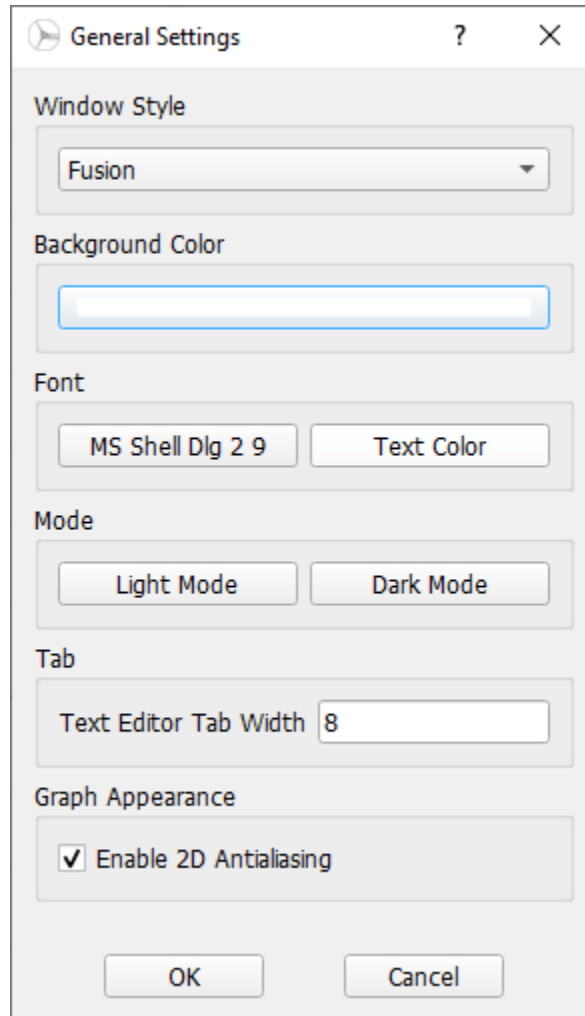 General Settings ?
Window Style
Fusion
Background Color
Font
MS Shell Dlg 2 9 Text Color
Mode
Light Mode Dark Mode
Tab
Text Editor Tab Width 8
Graph Appearance
Enable 2D Antialiasing
OK Cancel